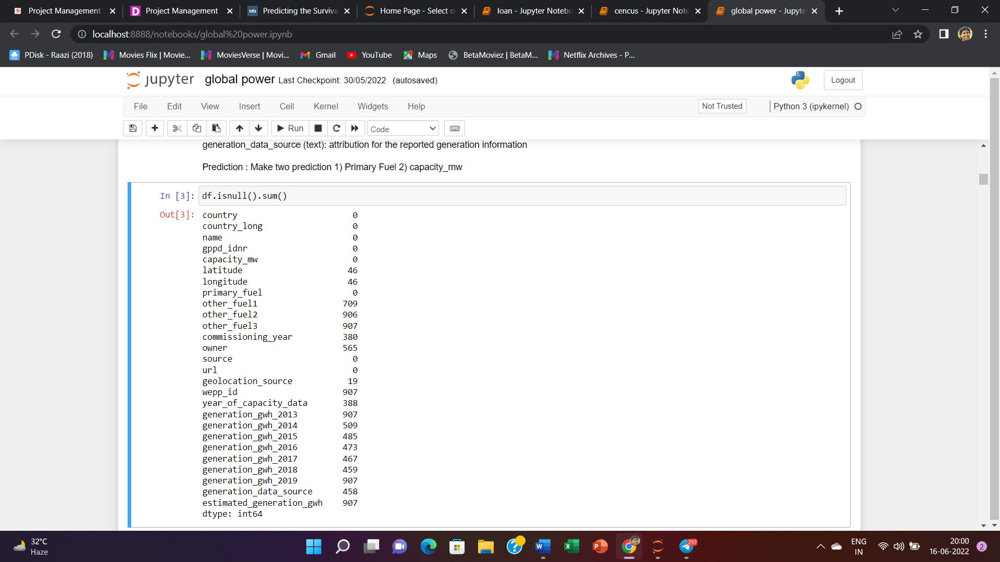 Project Management T
Project Management
tds Predicting the Surviva
Home Page - Select o
loan - Jupyter Notebo
cencus - Jupyter Note
global power - Jupyte
localhost:8888/notebooks/global%20power.ipynb
PDisk - Raazi (2018)
Movies Flix | Movie...
MoviesVerse | Movi...
Gmail
YouTube
Maps
BetaMoviez | BetaM...
Netflix Archives - P...
jupyter global power Last Checkpoint: 30/05/2022 (autosaved)
Logout
File Edit View Insert Cell Kernel Widgets Help
Not Trusted
Python 3 (ipykernel)
Run
Code
generation_data_source (text): attribution for the reported generation information
Prediction : Make two prediction 1) Primary Fuel 2) capacity_mw
In [3]: df.isnull().sum()
Out[3]: country 0
country_long 0
name 0
gppd_idnr 0
capacity_mw 0
latitude 46
longitude 46
primary_fuel 0
other_fuel1 709
other_fuel2 906
other_fuel3 907
commissioning_year 380
owner 565
source 0
url 0
geolocation_source 19
wepp_id 907
year_of_capacity_data 388
generation_gwh_2013 907
generation_gwh_2014 509
generation_gwh_2015 485
generation_gwh_2016 473
generation_gwh_2017 467
generation_gwh_2018 459
generation_gwh_2019 907
generation_data_source 458
estimated_generation_gwh 907
dtype: int64
32°C
Haze
297
ENG
IN
20:00
16-06-2022
2